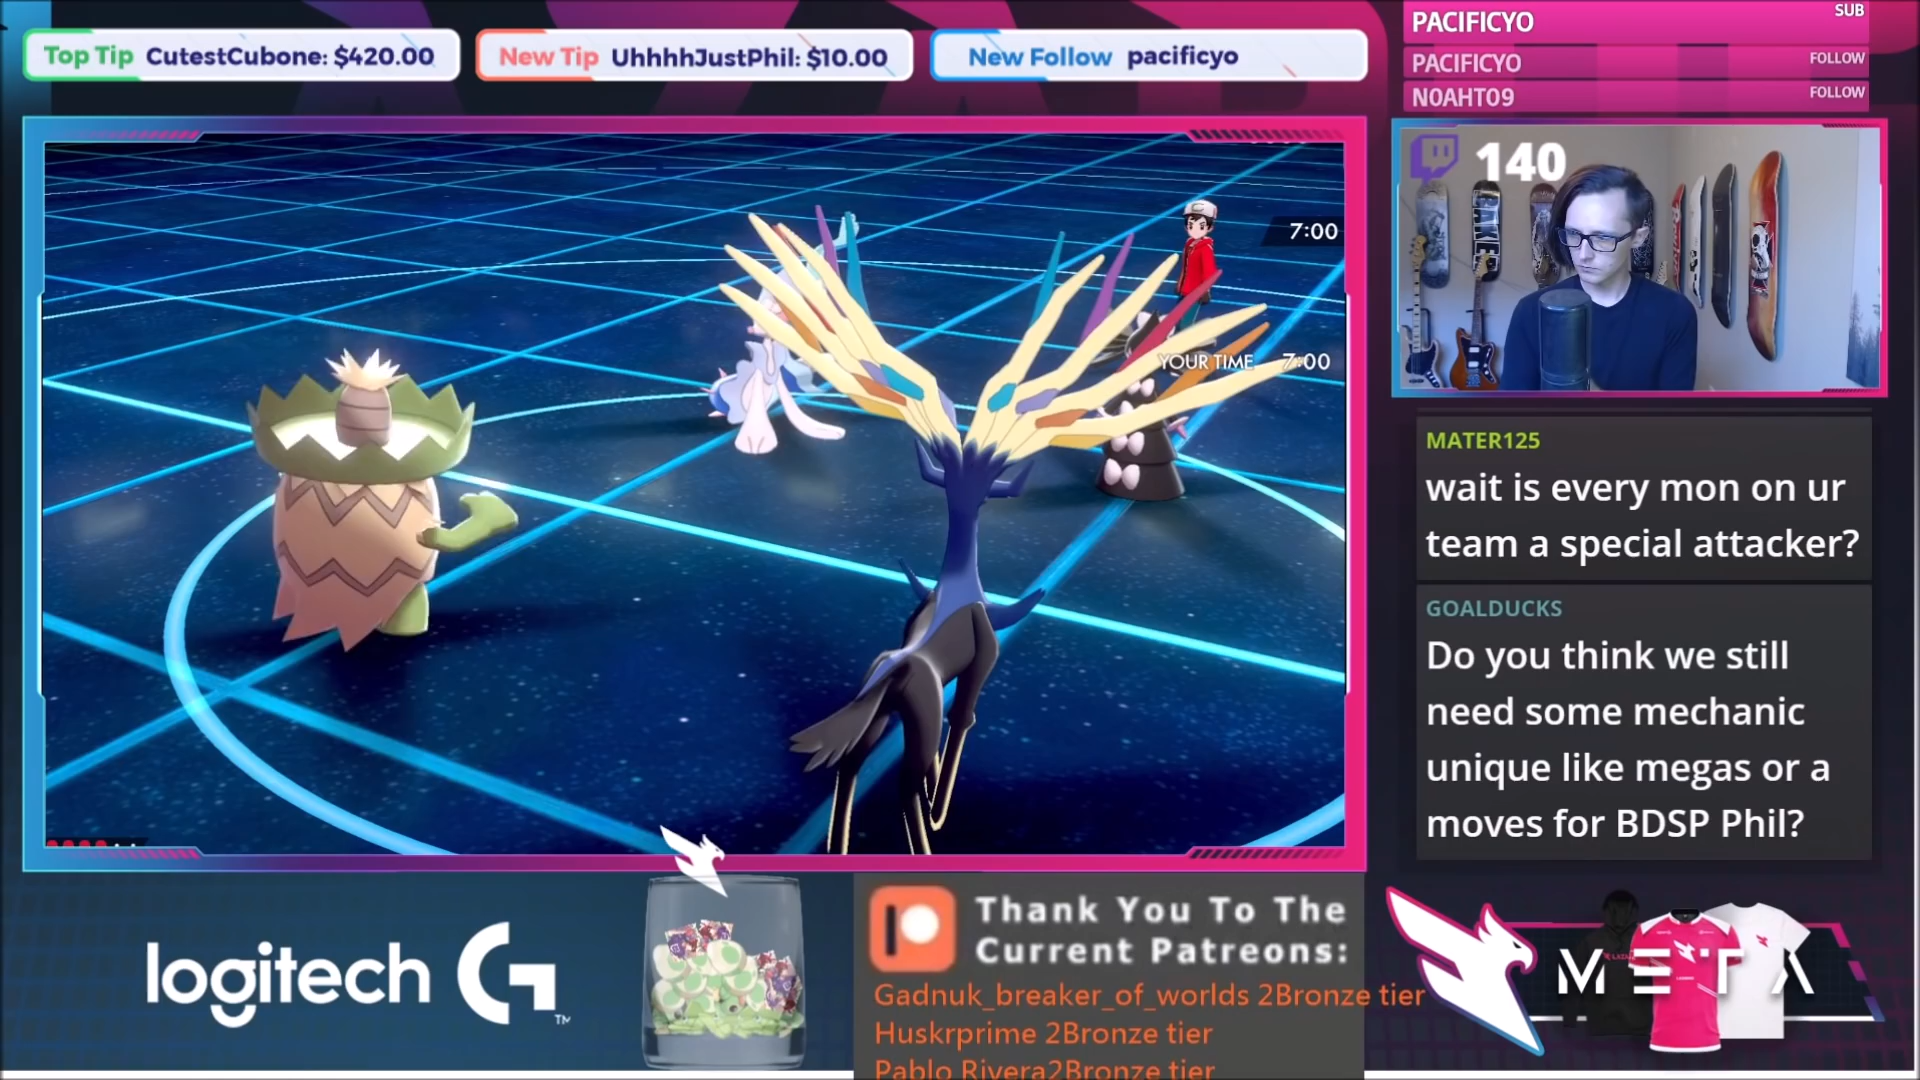 Top Tip CutestCubone: $420.00
New Tip UhhhhJustPhil: $10.00
New Follow pacificyo
PACIFICYO SUB
PACIFICYO FOLLOW
N0AHT09 FOLLOW
140
7:00
YOUR TIME 7:00
MATER125
wait is every mon on ur
team a special attacker?
GOALDUCKS
Do you think we still
need some mechanic
unique like megas or a
moves for BDSP Phil?
logitech G
TM
Thank You To The
Current Patreons:
Gadnuk_breaker_of_worlds 2Bronze tier
Huskrprime 2Bronze tier
Pablo Rivera2Bronze tier
META